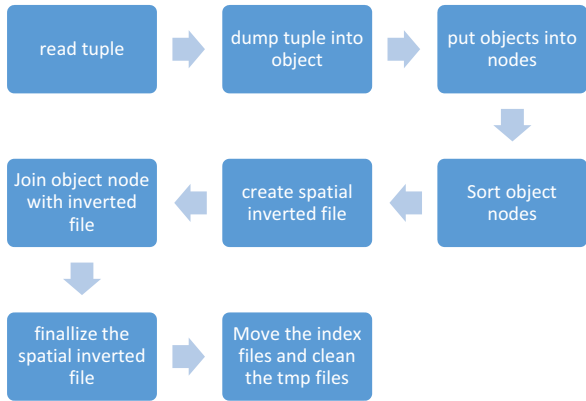 read tuple
dump tuple into
object
put objects into
nodes
Sort object
nodes
create spatial
inverted file
Join object node
with inverted
file
finallize the
spatial inverted
file
Move the index
files and clean
the tmp files